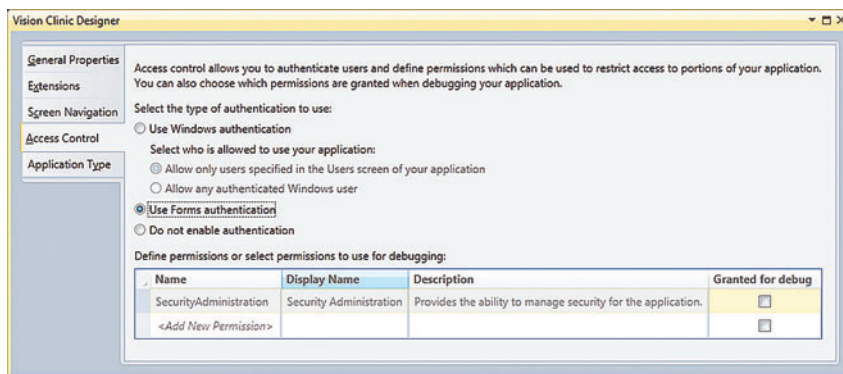 Vision Clinic Designer
General Properties
Extensions
Screen Navigation
Access Control
Application Type
Access control allows you to authenticate users and define permissions which can be used to restrict access to portions of your application.
You can also choose which permissions are granted when debugging your application.
Select the type of authentication to use:
Use Windows authentication
Select who is allowed to use your application:
Allow only users specified in the Users screen of your application
Allow any authenticated Windows user
Use Forms authentication
Do not enable authentication
Define permissions or select permissions to use for debugging:
Name Display Name Description Granted for debug
SecurityAdministration Security Administration Provides the ability to manage security for the application.
<Add New Permission>